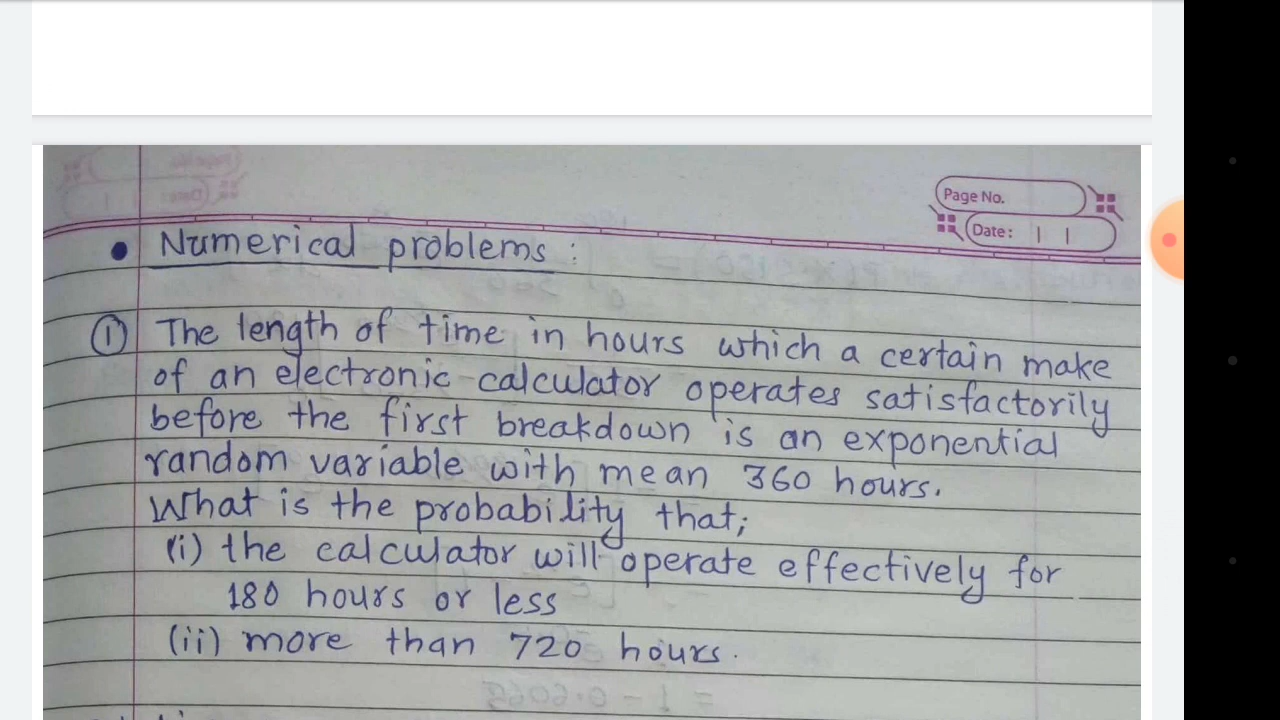 Page No.
Date:
• Numerical problems :
① The length of time in hours which a certain make
of an electronic calculator operates satisfactorily
before the first breakdown is an exponential
random variable with mean 360 hours.
What is the probability that;
(i) the calculator will operate effectively for
180 hours or less
(ii) more than 720 hours.